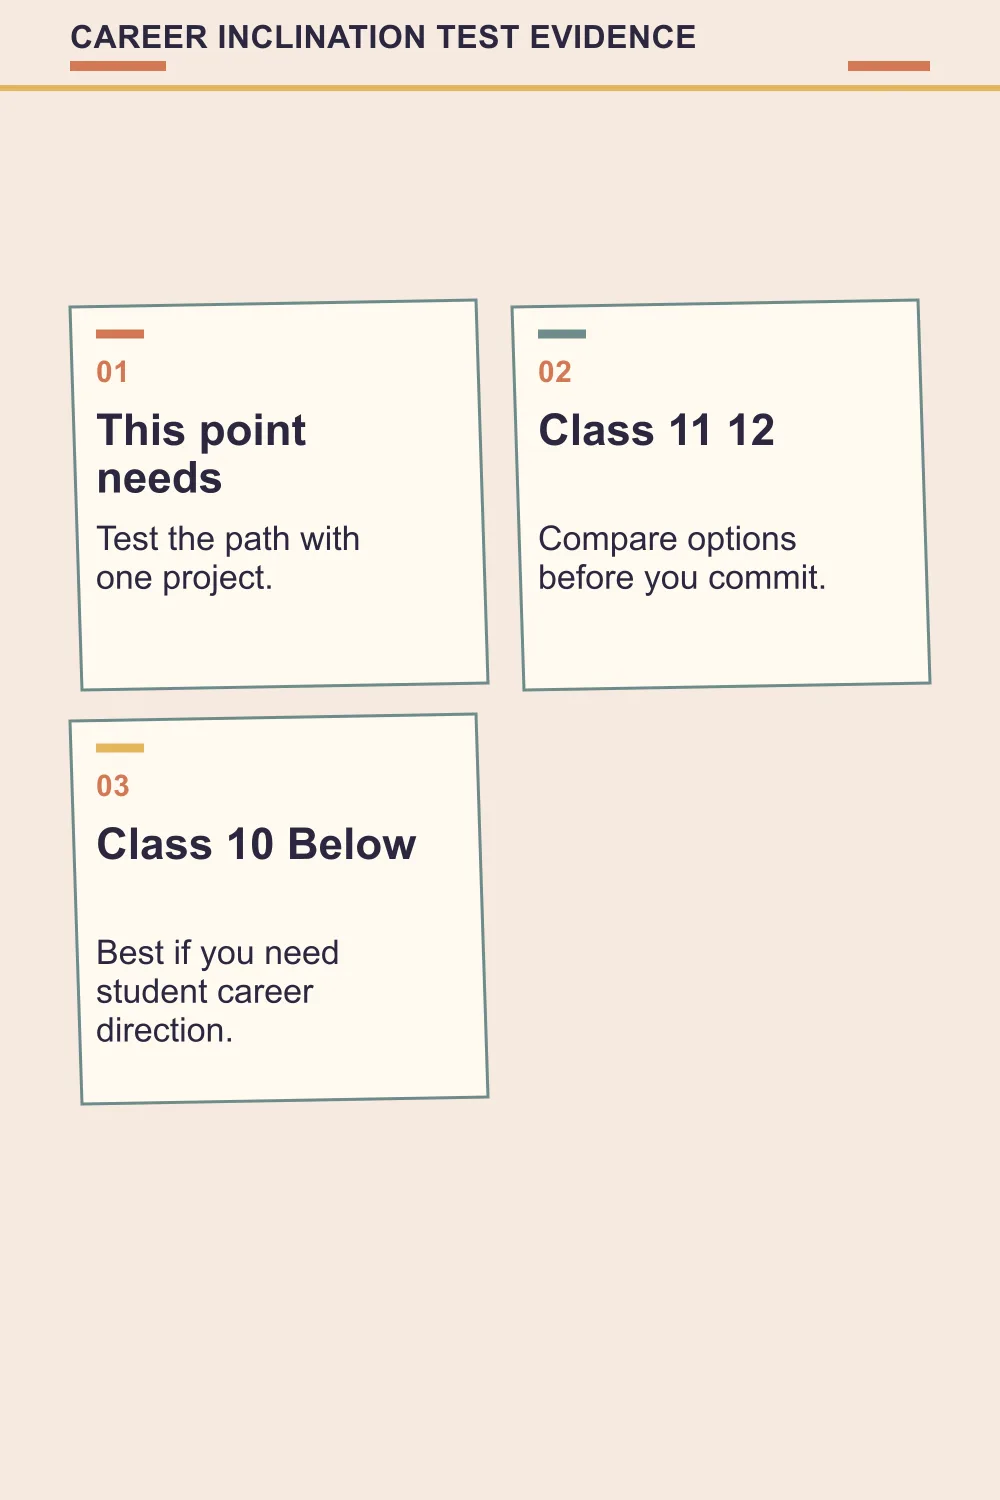 CAREER INCLINATION TEST EVIDENCE
01
This point
needs
Test the path with
one project.
02
Class 11 12
Compare options
before you commit.
03
Class 10 Below
Best if you need
student career
direction.